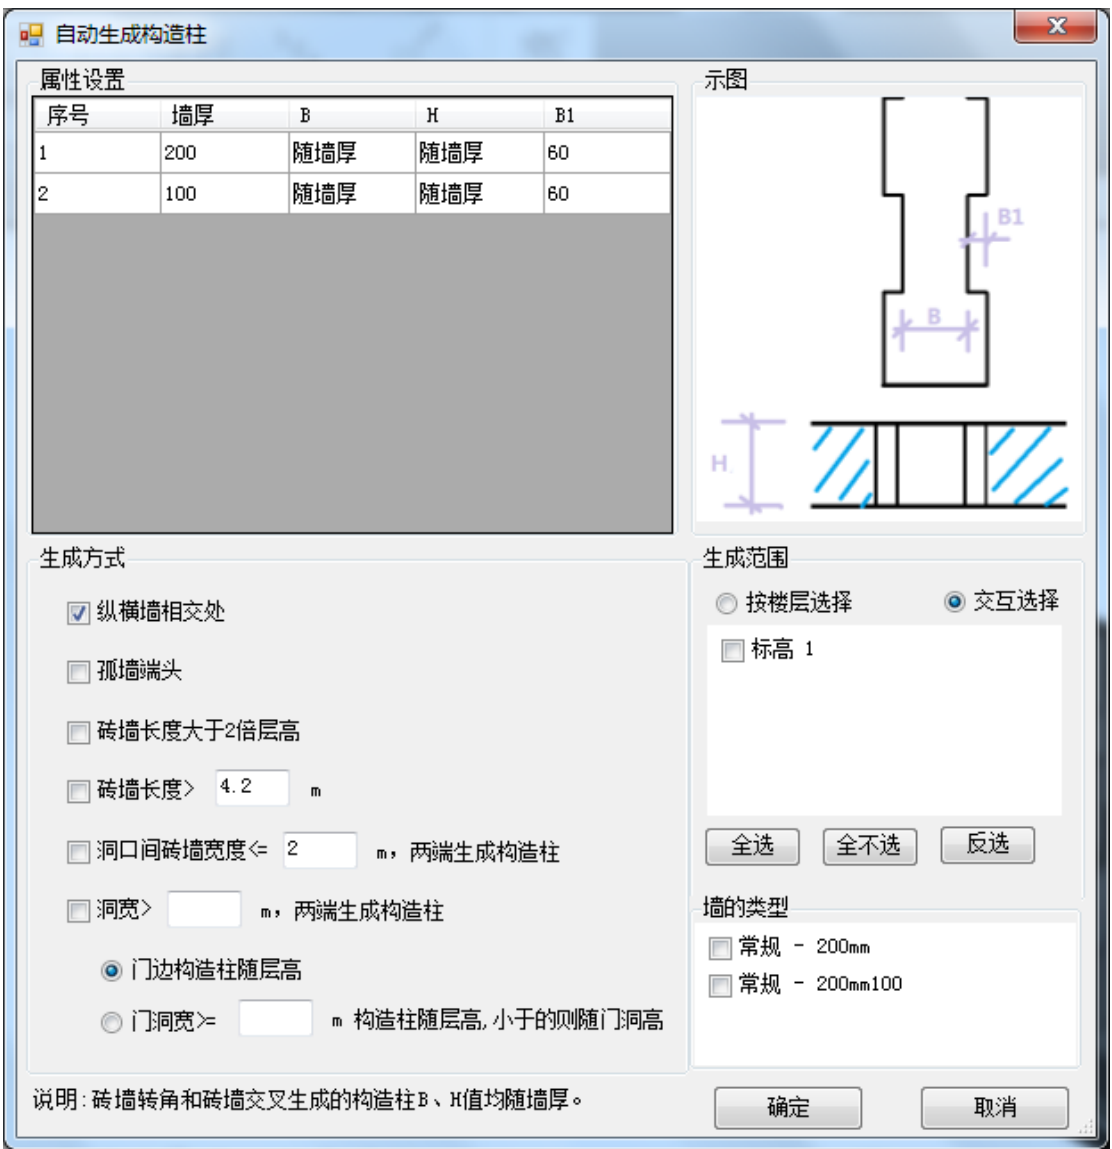 自动生成构造柱
属性设置
序号 墙厚 B H B1
1 200 随墙厚 随墙厚 60
2 100 随墙厚 随墙厚 60
示图
B1
B
H
生成方式
纵横墙相交处
孤墙端头
砖墙长度大于2倍层高
砖墙长度> 4.2 m
洞口间砖墙宽度<= 2 m, 两端生成构造柱
洞宽> m, 两端生成构造柱
门边构造柱随层高
门洞宽>= m 构造柱随层高,小于的则随门洞高
生成范围
按楼层选择 交互选择
标高 1
全选 全不选 反选
墙的类型
常规 - 200mm
常规 - 200mm100
说明:砖墙转角和砖墙交叉生成的构造柱B、H值均随墙厚。
确定 取消